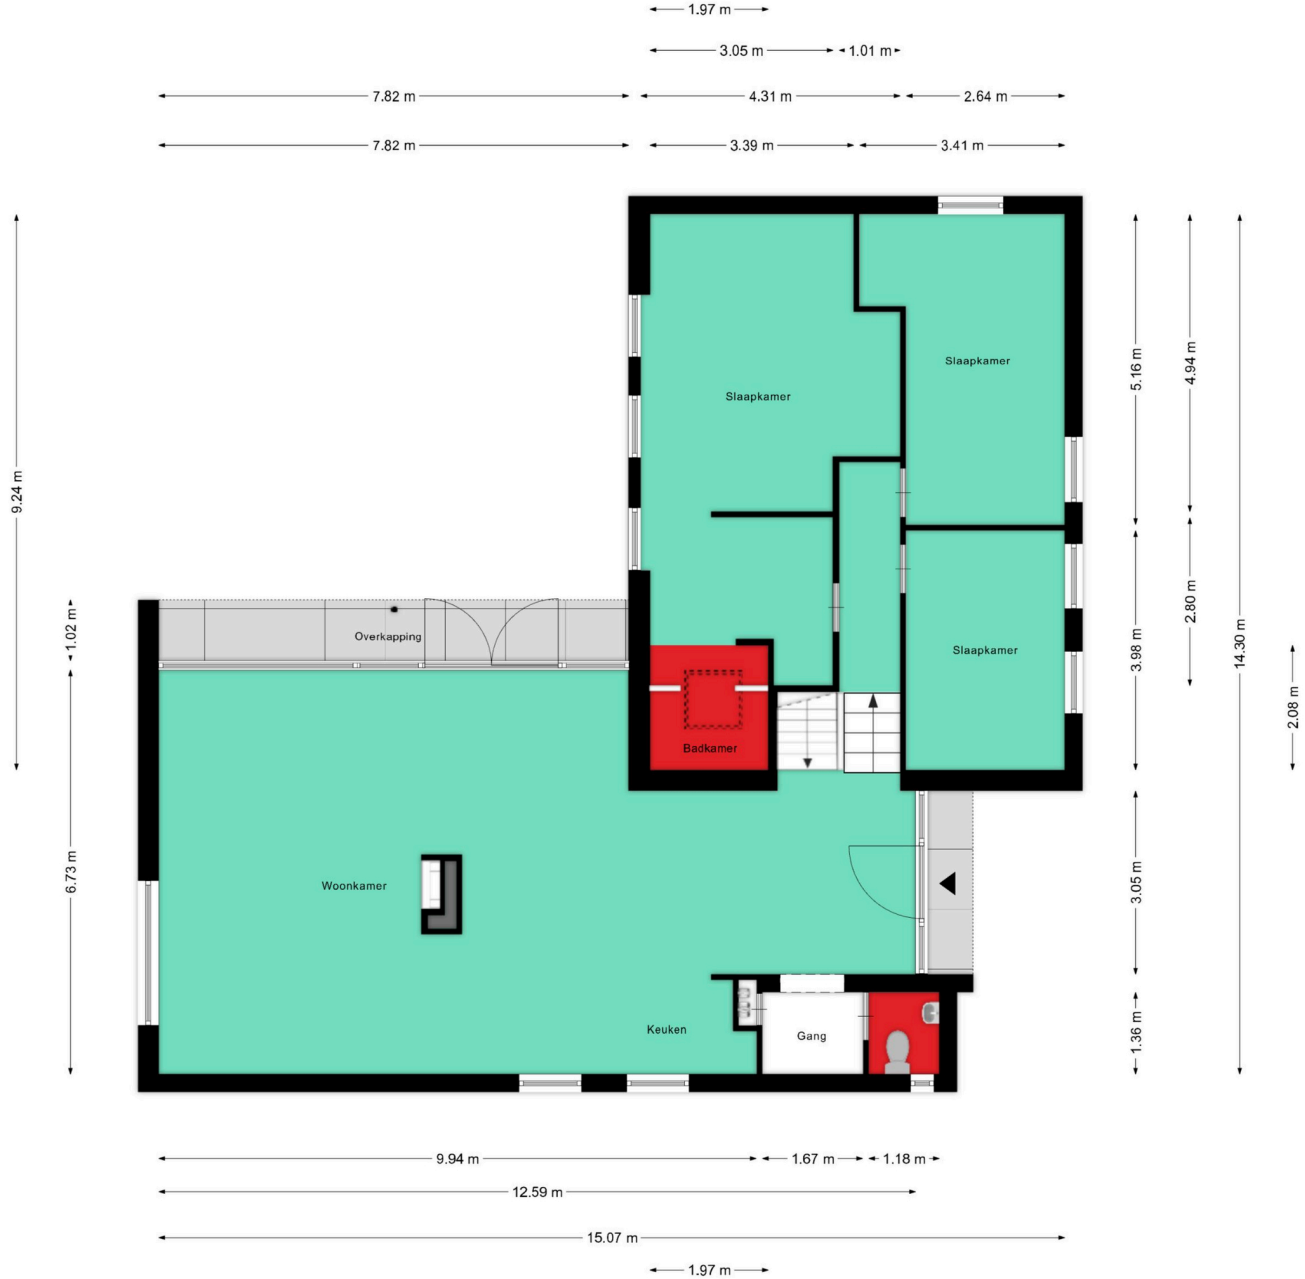 1.97 m
3.05 m
1.01 m
7.82 m
4.31 m
2.64 m
7.82 m
3.39 m
3.41 m
9.24 m
1.02 m
6.73 m
5.16 m
4.94 m
3.98 m
2.80 m
14.30 m
2.08 m
3.05 m
1.36 m
Slaapkamer
Slaapkamer
Overkapping
Slaapkamer
Badkamer
Woonkamer
Keuken
Gang
9.94 m
1.67 m
1.18 m
12.59 m
15.07 m
1.97 m